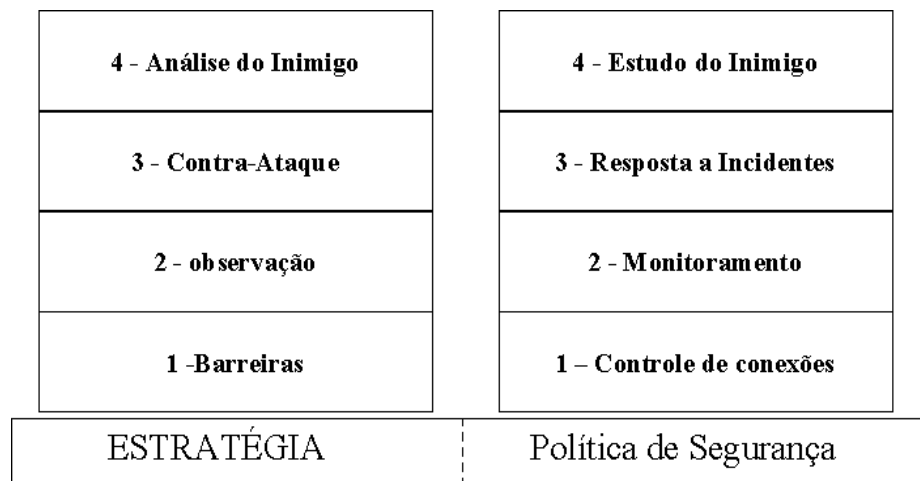 4 - Análise do Inimigo
3 - Contra-Ataque
2 - observação
1 -Barreiras
ESTRATÉGIA
4 - Estudo do Inimigo
3 - Resposta a Incidentes
2 - Monitoramento
1 – Controle de conexões
Política de Segurança